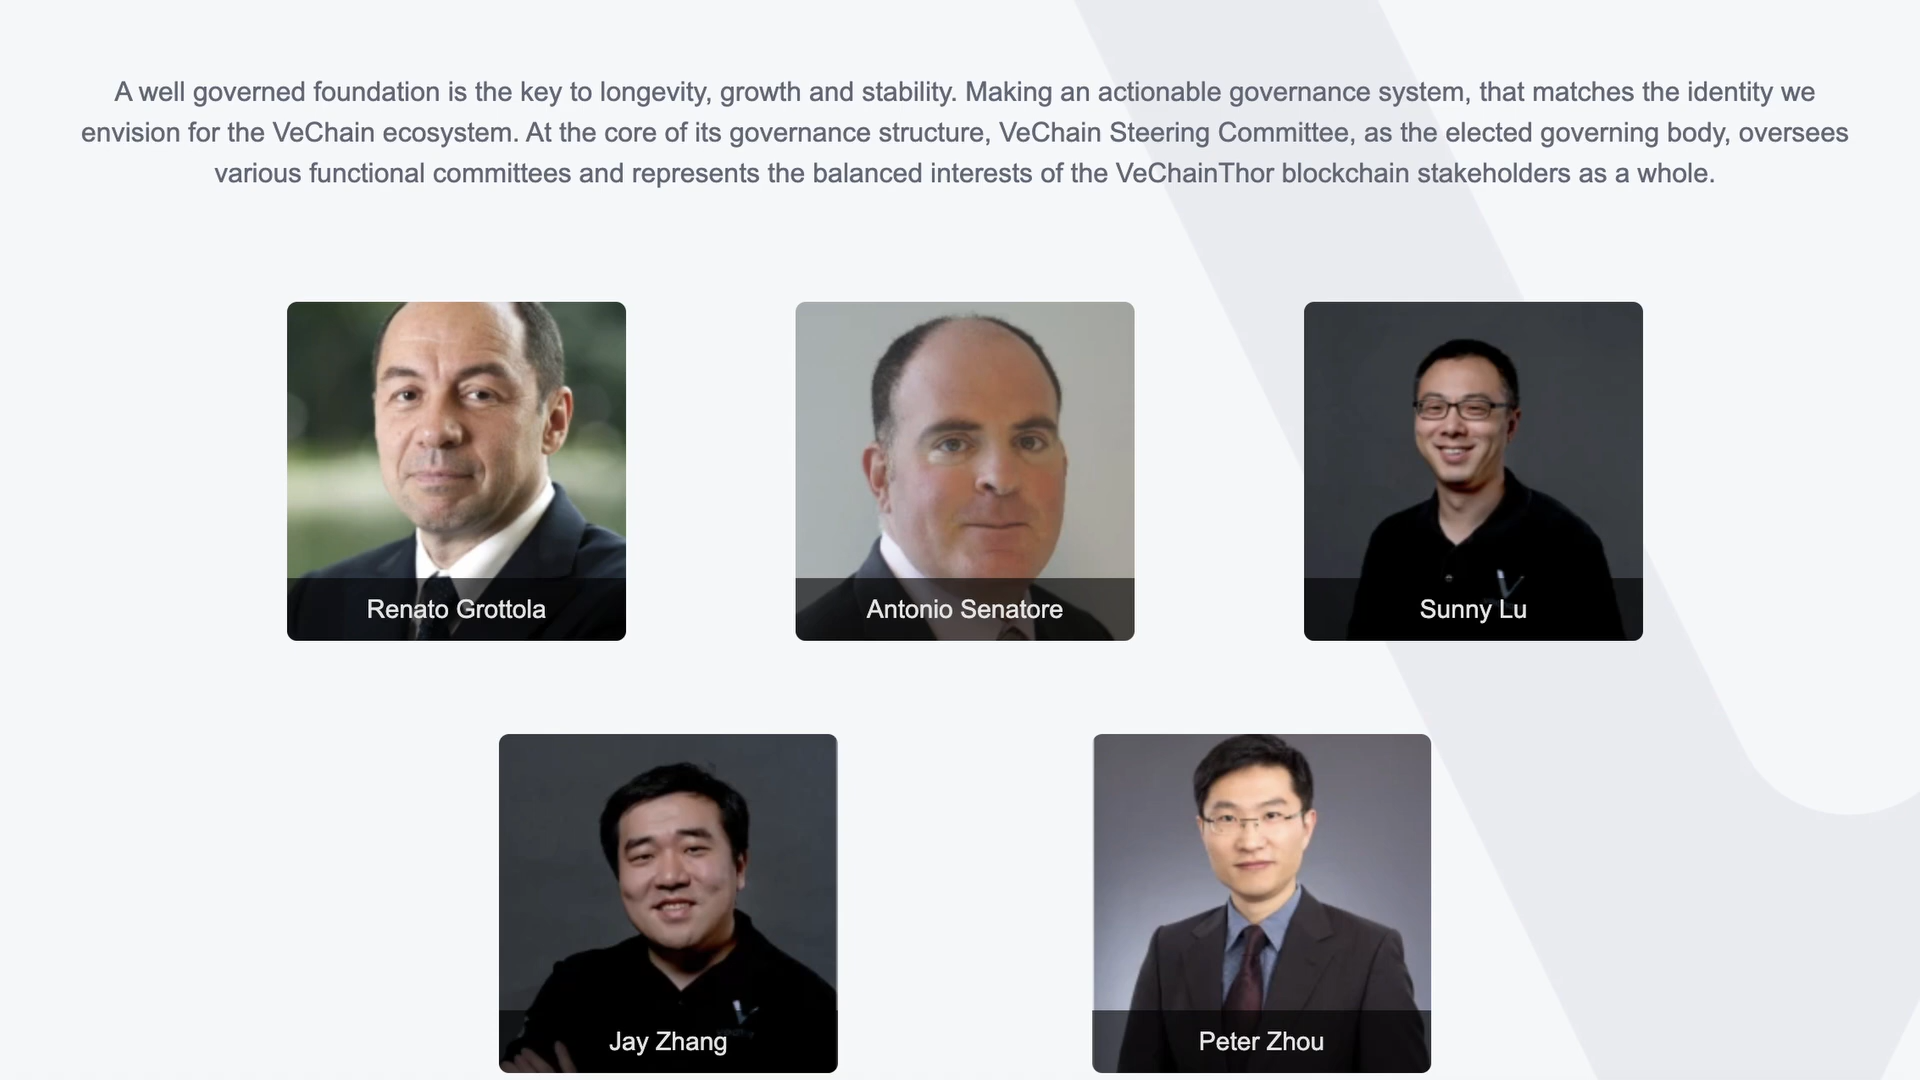 A well governed foundation is the key to longevity, growth and stability. Making an actionable governance system, that matches the identity we
envision for the VeChain ecosystem. At the core of its governance structure, VeChain Steering Committee, as the elected governing body, oversees
various functional committees and represents the balanced interests of the VeChainThor blockchain stakeholders as a whole.
Renato Grottola
Antonio Senatore
Sunny Lu
Jay Zhang
Peter Zhou